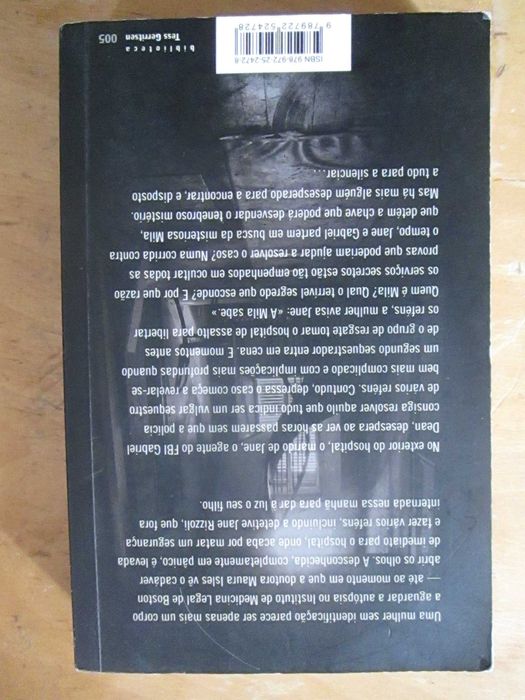 Uma mulher sem identificação parece ser apenas mais um corpo
a aguardar a autópsia no Instituto de Medicina Legal de Boston
— até ao momento em que a doutora Maura Isles vê o cadáver
abrir os olhos. A desconhecida, completamente em pânico, é levada
de imediato para o hospital, onde acaba por matar um segurança
e fazer vários reféns, incluindo a detetive Jane Rizzoli, que fora
internada nessa manhã para dar à luz o seu filho.
No exterior do hospital, o marido de Jane, o agente do FBI Gabriel
Dean, desespera ao ver as horas passarem sem que a polícia
consiga resolver aquilo que tudo indica ser um vulgar sequestro
de vários reféns. Contudo, depressa o caso começa a revelar-se
bem mais complicado e com implicações mais profundas quando
um segundo sequestrador entra em cena. E momentos antes
de o grupo de resgate tomar o hospital de assalto para libertar
os reféns, a mulher avisa Jane: «A Mila sabe.»
Quem é Mila? Qual o terrível segredo que esconde? E por que razão
os serviços secretos estão tão empenhados em ocultar todas as
provas que poderiam ajudar a resolver o caso? Numa corrida contra
o tempo, Jane e Gabriel partem em busca da misteriosa Mila,
que detém a chave que poderá desvendar o tenebroso mistério.
Mas há mais alguém desesperado para a encontrar, e disposto
a tudo para a silenciar...
biblioteca
Tess Gerritsen 005
ISBN 978-972-25-2472-8
9 789722 524728